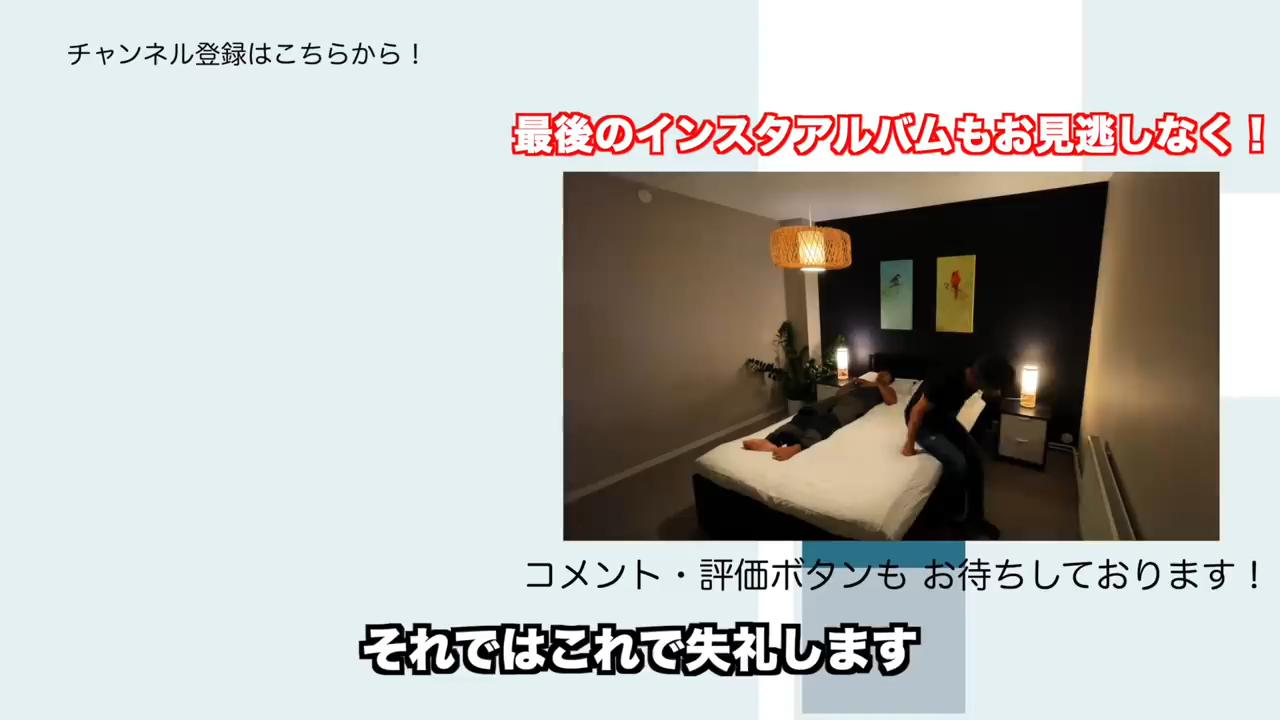 チャンネル登録はこちらから！
最後のインスタアルバムもお見逃しなく！
コメント・評価ボタンも お待ちしております！
それではこれで失礼します